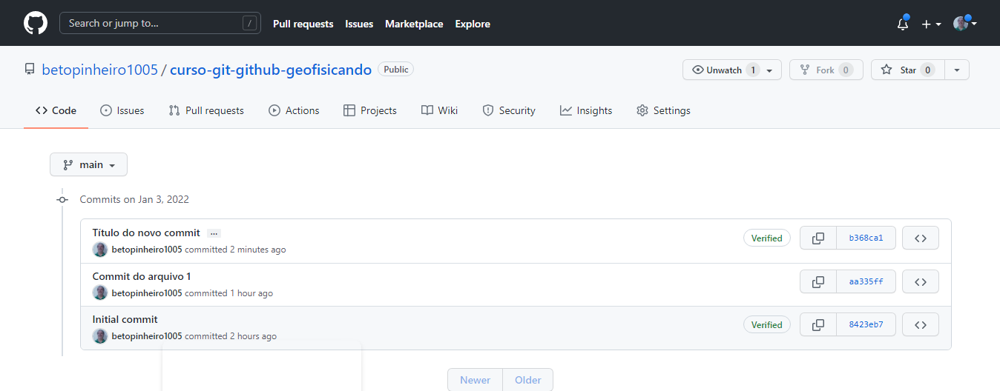 Search or jump to... / Pull requests Issues Marketplace Explore
betopinheiro1005 / curso-git-github-geofisicando Public Unwatch 1 Fork 0 Star 0
Code Issues Pull requests Actions Projects Wiki Security Insights Settings
main
Commits on Jan 3, 2022
Título do novo commit ...
betopinheiro1005 committed 2 minutes ago
Verified b368ca1
Commit do arquivo 1
betopinheiro1005 committed 1 hour ago
aa335ff
Initial commit
betopinheiro1005 committed 2 hours ago
Verified 8423eb7
Newer Older